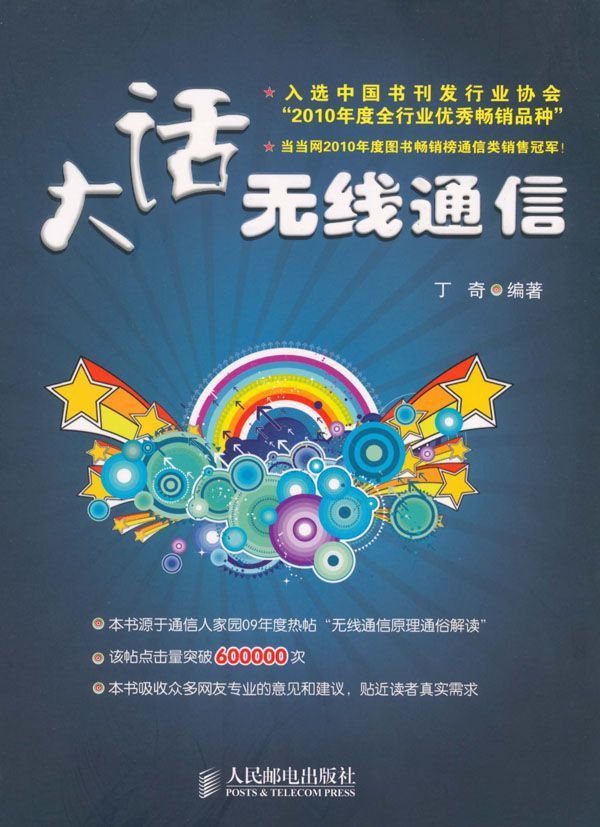 ★ 入选中国书刊发行业协会
“2010年度全行业优秀畅销品种”
★ 当当网2010年度图书畅销榜通信类销售冠军！
大话
无线通信
丁 奇 编著
本书源于通信人家园09年度热帖“无线通信原理通俗解读”
该帖点击量突破600000次
本书吸收众多网友专业的意见和建议，贴近读者真实需求
人民邮电出版社
POSTS & TELECOM PRESS